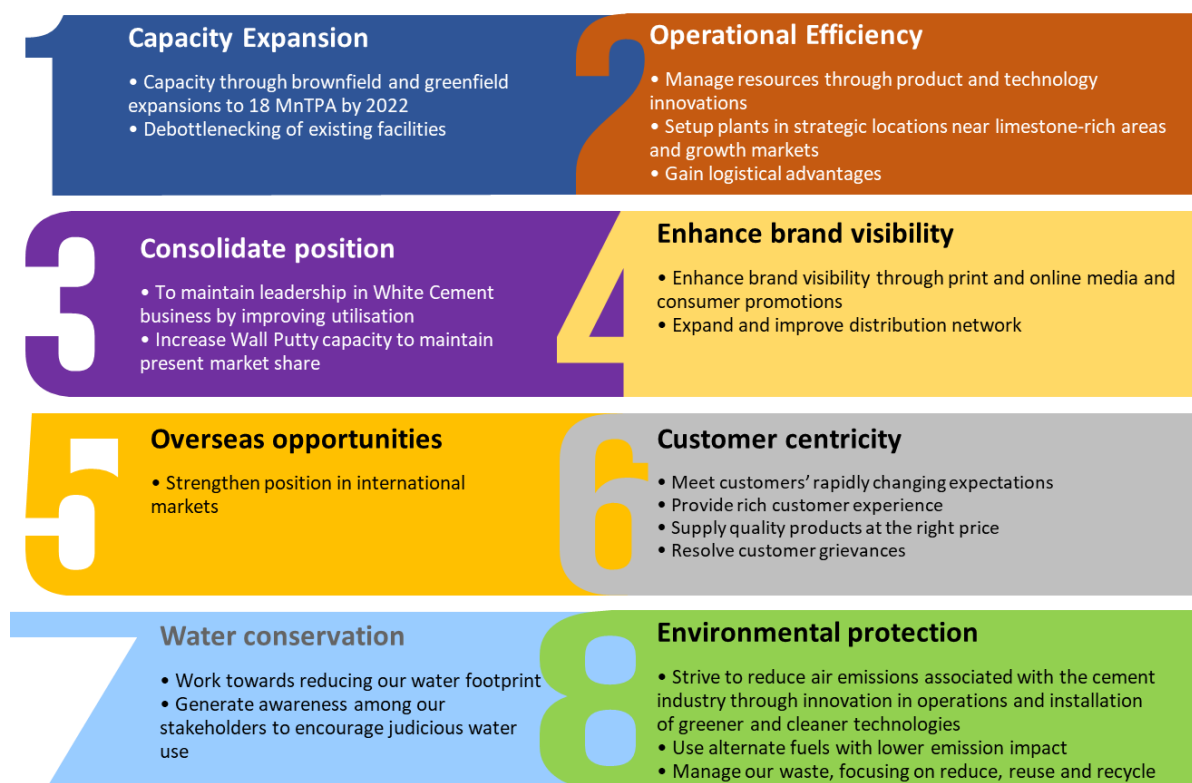 1
Capacity Expansion
• Capacity through brownfield and greenfield
expansions to 18 MnTPA by 2022
• Debottlenecking of existing facilities
2
Operational Efficiency
• Manage resources through product and technology
innovations
• Setup plants in strategic locations near limestone-rich areas
and growth markets
• Gain logistical advantages
3
Consolidate position
• To maintain leadership in White Cement
business by improving utilisation
• Increase Wall Putty capacity to maintain
present market share
4
Enhance brand visibility
• Enhance brand visibility through print and online media and
consumer promotions
• Expand and improve distribution network
5
Overseas opportunities
• Strengthen position in international
markets
6
Customer centricity
• Meet customers’ rapidly changing expectations
• Provide rich customer experience
• Supply quality products at the right price
• Resolve customer grievances
7
Water conservation
• Work towards reducing our water footprint
• Generate awareness among our
stakeholders to encourage judicious water
use
8
Environmental protection
• Strive to reduce air emissions associated with the cement
industry through innovation in operations and installation
of greener and cleaner technologies
• Use alternate fuels with lower emission impact
• Manage our waste, focusing on reduce, reuse and recycle